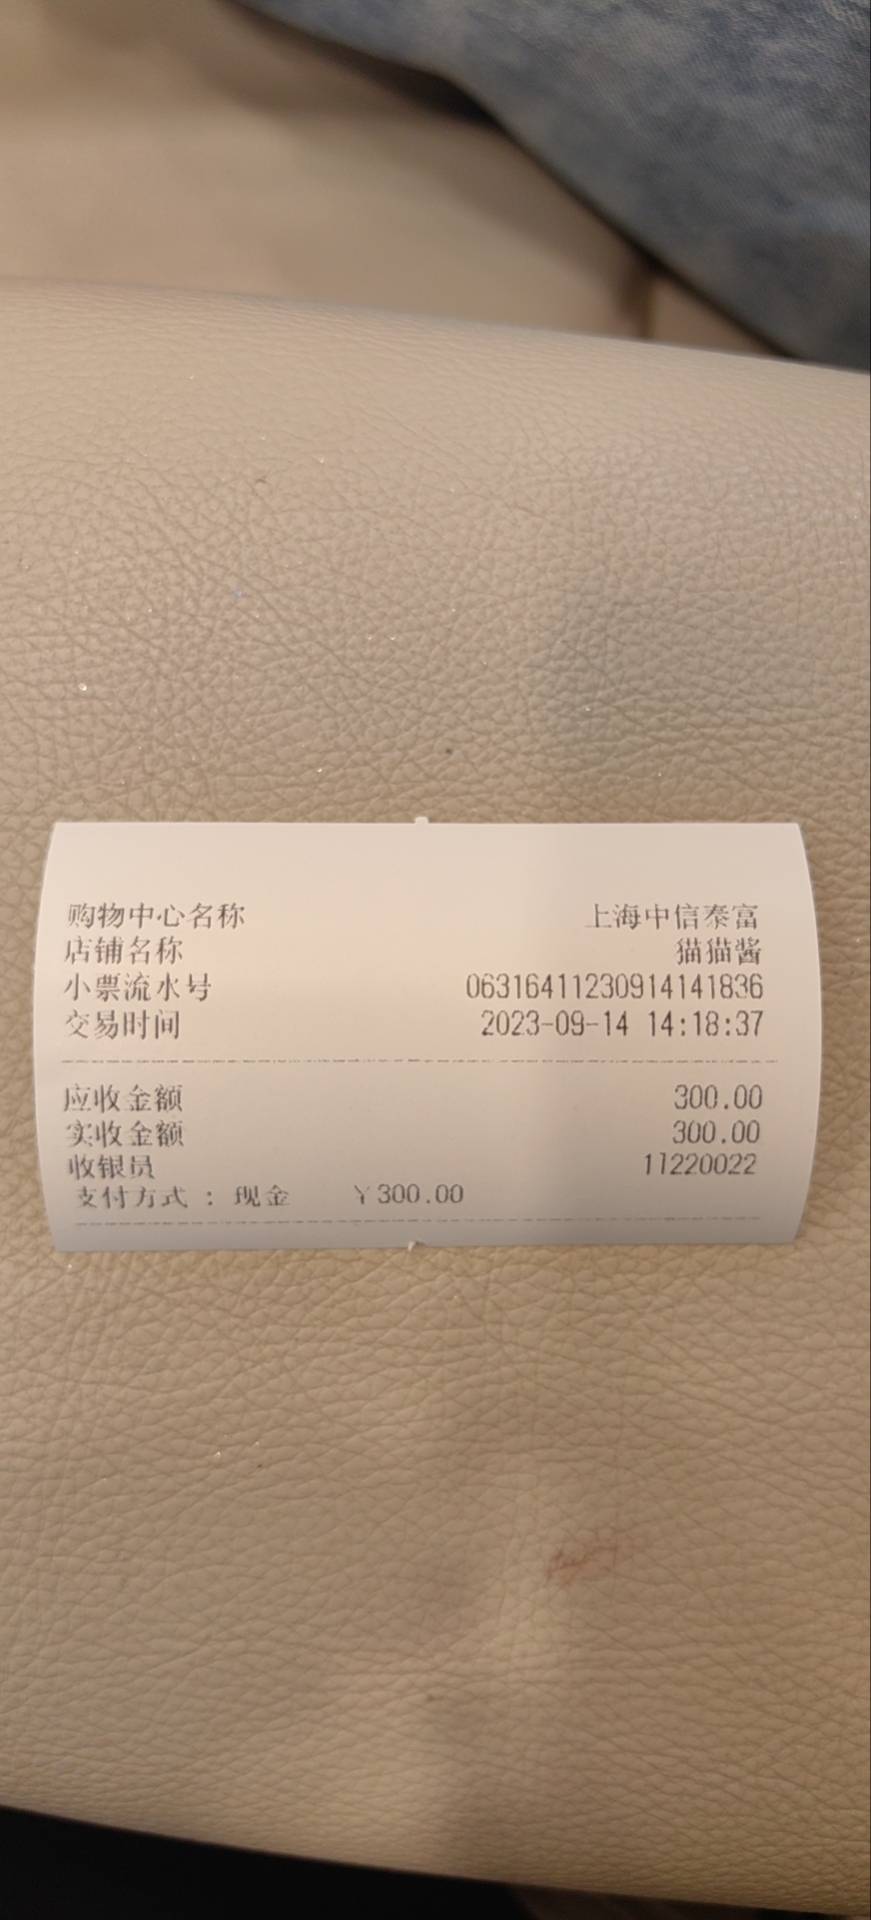 购物中心名称 上海中信泰富
店铺名称 猫猫酱
小票流水号 06316411230914141836
交易时间 2023-09-14 14:18:37
应收金额 300.00
实收金额 300.00
收银员 11220022
支付方式 : 现金 ¥300.00